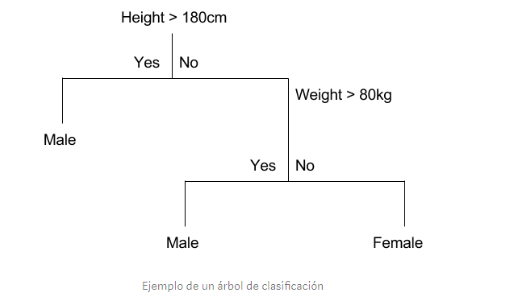 Height > 180cm
Yes No
Weight > 80kg
Male
Yes No
Male Female
Ejemplo de un árbol de clasificación